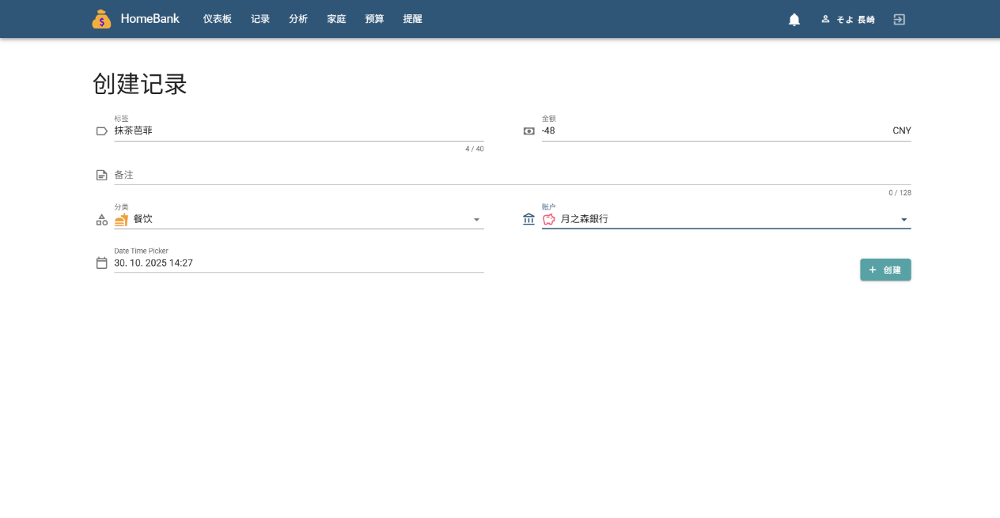 HomeBank 仪表板 记录 分析 家庭 预算 提醒 そよ 長崎
创建记录
标签 金额
抹茶芭菲 -48 CNY
4 / 40
备注
0 / 128
分类 账户
餐饮 月之森銀行
Date Time Picker
30. 10. 2025 14:27
+ 创建